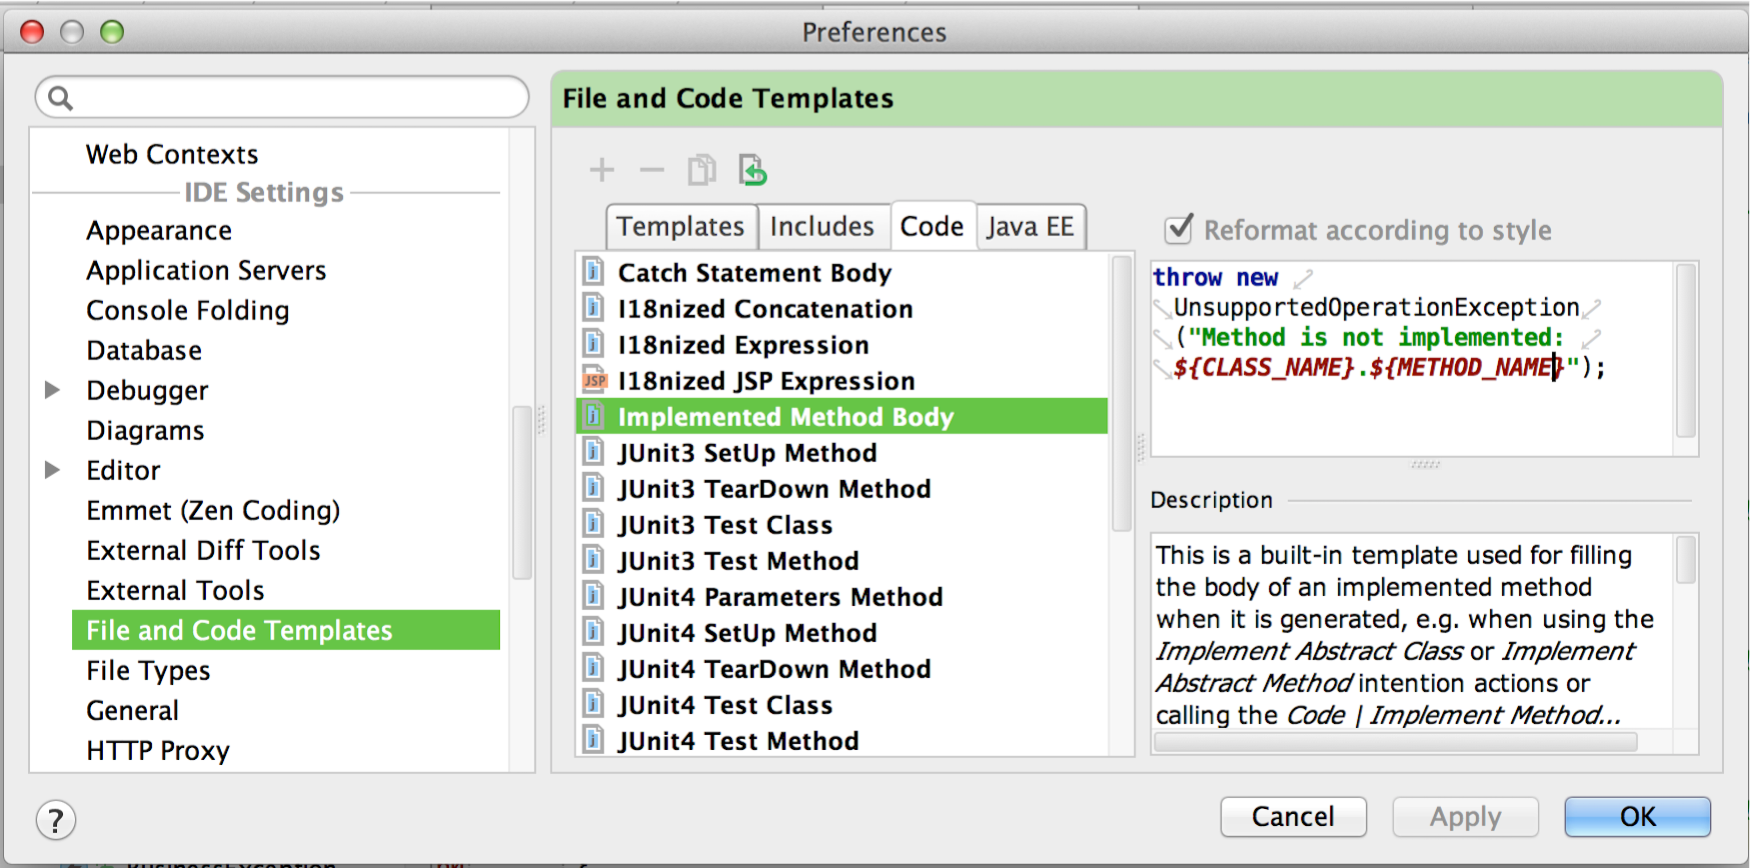 Preferences
File and Code Templates
Web Contexts
IDE Settings
Appearance
Application Servers
Console Folding
Database
Debugger
Diagrams
Editor
Emmet (Zen Coding)
External Diff Tools
External Tools
File and Code Templates
File Types
General
HTTP Proxy
Templates
Includes
Code
Java EE
Catch Statement Body
I18nized Concatenation
I18nized Expression
JSP I18nized JSP Expression
Implemented Method Body
JUnit3 SetUp Method
JUnit3 TearDown Method
JUnit3 Test Class
JUnit3 Test Method
JUnit4 Parameters Method
JUnit4 SetUp Method
JUnit4 TearDown Method
JUnit4 Test Class
JUnit4 Test Method
Reformat according to style
throw new
UnsupportedOperationException
("Method is not implemented:
${CLASS_NAME}.${METHOD_NAME}");
Description
This is a built-in template used for filling
the body of an implemented method
when it is generated, e.g. when using the
Implement Abstract Class or Implement
Abstract Method intention actions or
calling the Code | Implement Method...
?
Cancel
Apply
OK